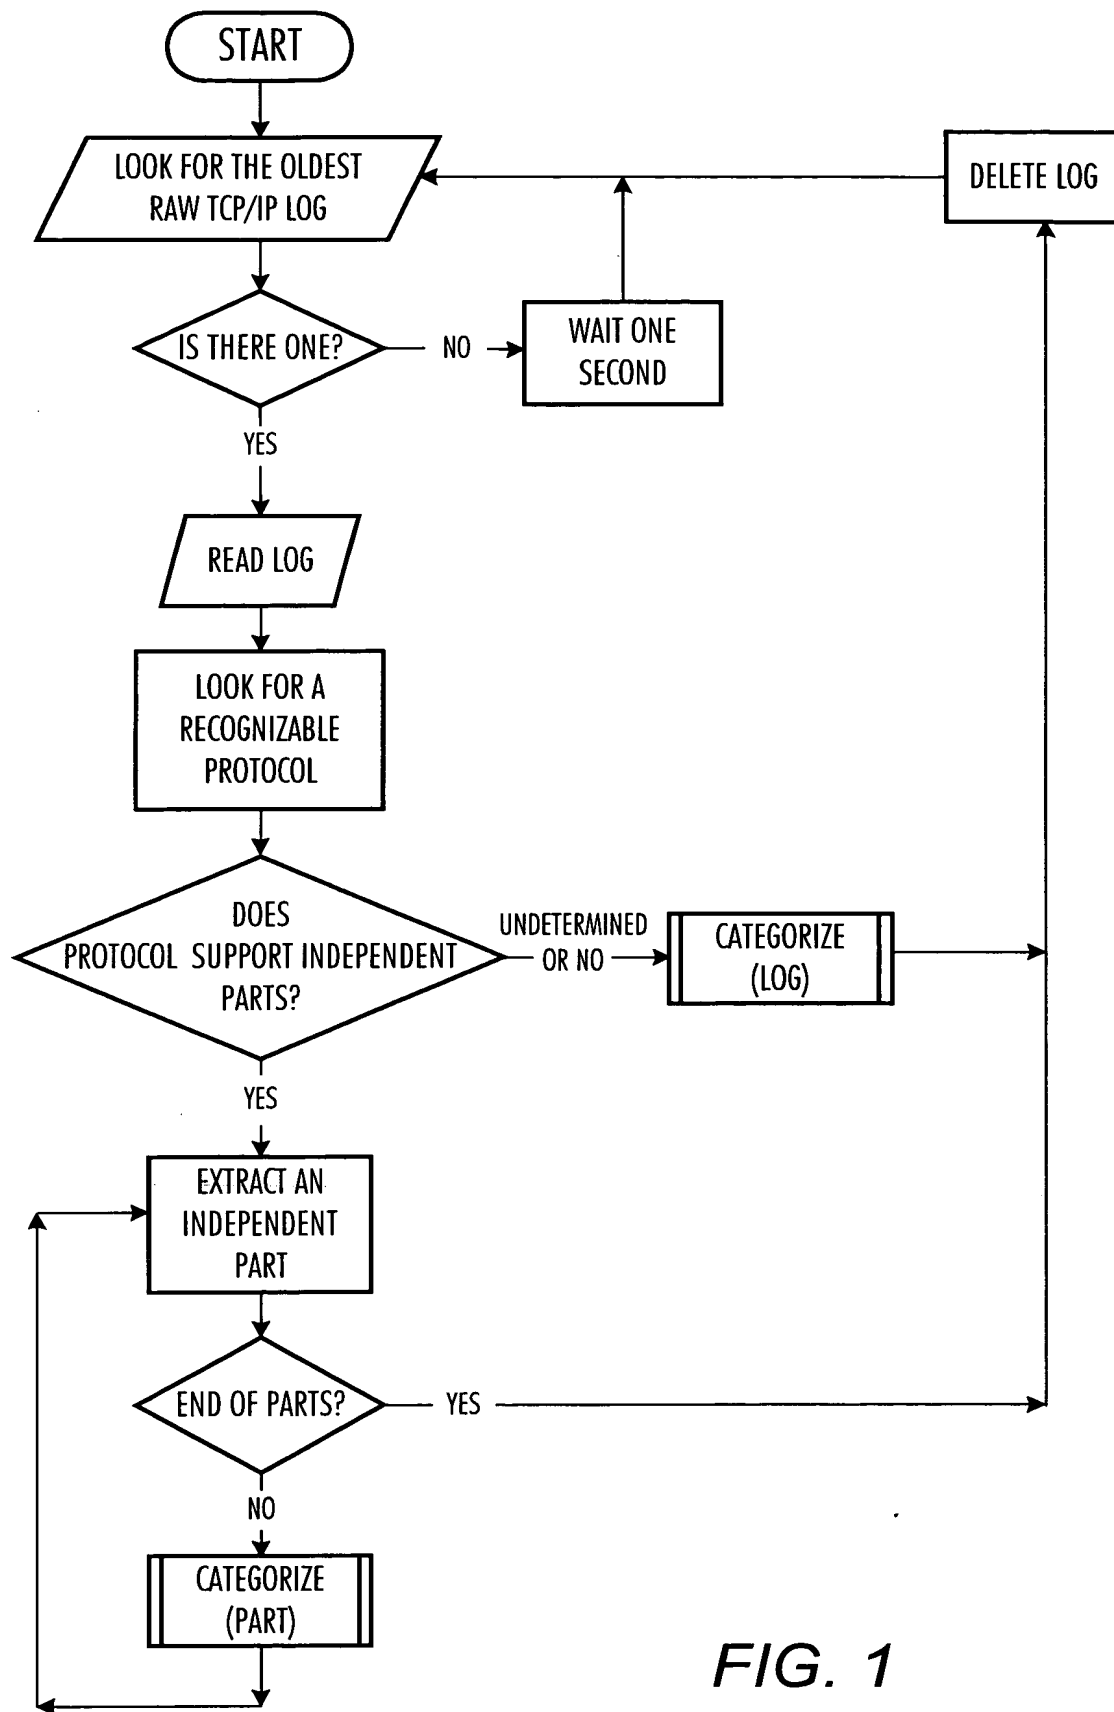 START
LOOK FOR THE OLDEST
RAW TCP/IP LOG
DELETE LOG
IS THERE ONE?
NO
WAIT ONE
SECOND
YES
READ LOG
LOOK FOR A
RECOGNIZABLE
PROTOCOL
DOES
PROTOCOL SUPPORT INDEPENDENT
PARTS?
UNDETERMINED
OR NO
CATEGORIZE
(LOG)
YES
EXTRACT AN
INDEPENDENT
PART
END OF PARTS?
YES
NO
CATEGORIZE
(PART)
FIG. 1